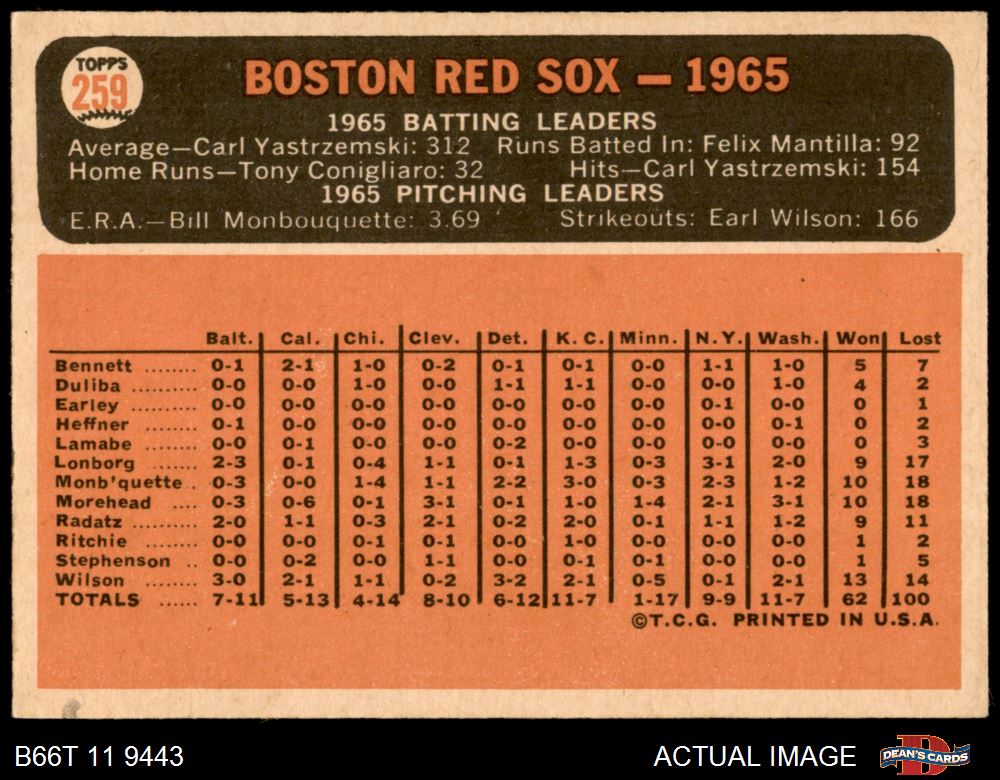 TOPPS
259
BOSTON RED SOX — 1965
1965 BATTING LEADERS
Average—Carl Yastrzemski: 312 Runs Batted In: Felix Mantilla: 92
Home Runs—Tony Conigliaro: 32 Hits—Carl Yastrzemski: 154
1965 PITCHING LEADERS
E.R.A.—Bill Monbouquette: 3.69 Strikeouts: Earl Wilson: 166
Balt. Cal. Chi. Clev. Det. K. C. Minn. N.Y. Wash. Won Lost
Bennett ........ 0-1 2-1 1-0 0-2 0-1 0-1 0-0 1-1 1-0 5 7
Duliba ......... 0-0 0-0 1-0 0-0 1-1 1-1 0-0 0-0 1-0 4 2
Earley ......... 0-0 0-0 0-0 0-0 0-0 0-0 0-0 0-1 0-0 0 1
Heffner ........ 0-1 0-0 0-0 0-0 0-0 0-0 0-0 0-0 0-1 0 2
Lamabe ........ 0-0 0-1 0-0 0-0 0-2 0-0 0-0 0-0 0-0 0 3
Lonborg ....... 2-3 0-1 0-4 1-1 0-1 1-3 0-3 3-1 2-0 9 17
Monb'quette . 0-3 0-0 1-4 1-1 2-2 3-0 0-3 2-3 1-2 10 18
Morehead .... 0-3 0-6 0-1 3-1 0-1 1-0 1-4 2-1 3-1 10 18
Radatz ......... 2-0 1-1 0-3 2-1 0-2 2-0 0-1 1-1 1-2 9 11
Ritchie ........ 0-0 0-0 0-1 0-1 0-0 1-0 0-0 0-0 0-0 1 2
Stephenson .. 0-0 0-2 0-0 1-1 0-0 0-1 0-1 0-0 0-0 1 5
Wilson ........ 3-0 2-1 1-1 0-2 3-2 2-1 0-5 0-1 2-1 13 14
TOTALS ...... 7-11 5-13 4-14 8-10 6-12 11-7 1-17 9-9 11-7 62 100
©T.C.G. PRINTED IN U.S.A.
B66T 11 9443 ACTUAL IMAGE DEAN'S CARDS